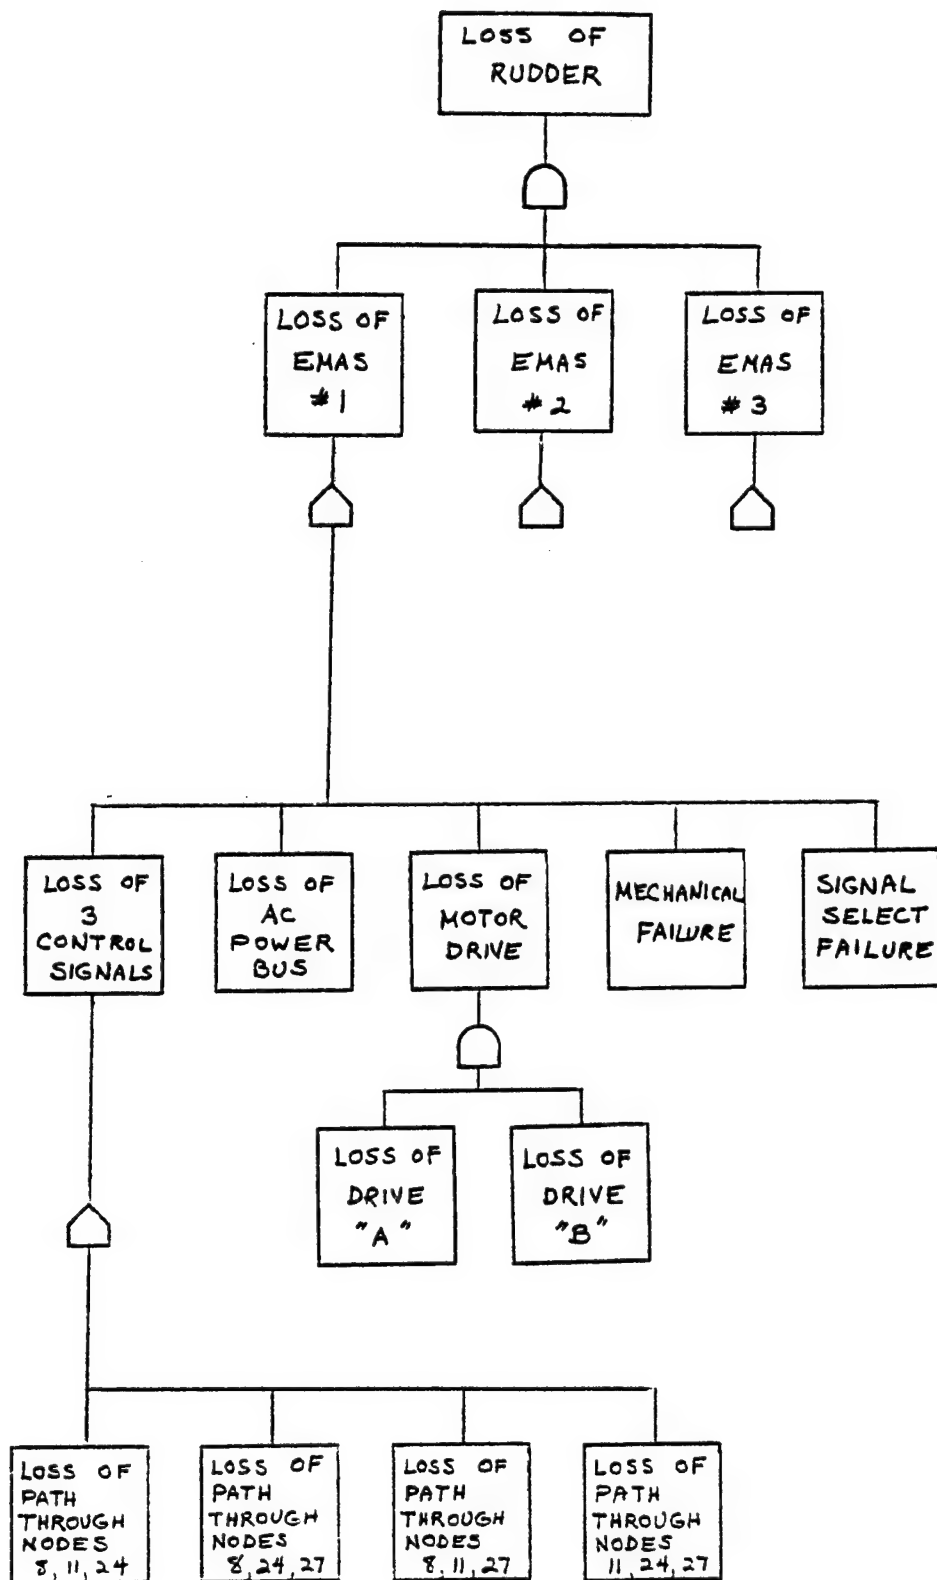 LOSS OF
RUDDER
LOSS OF
EMAS
#1
LOSS OF
EMAS
#2
LOSS OF
EMAS
#3
LOSS OF
3
CONTROL
SIGNALS
LOSS OF
AC
POWER
BUS
LOSS OF
MOTOR
DRIVE
MECHANICAL
FAILURE
SIGNAL
SELECT
FAILURE
LOSS OF
DRIVE
"A"
LOSS OF
DRIVE
"B"
LOSS OF
PATH
THROUGH
NODES
8, 11, 24
LOSS OF
PATH
THROUGH
NODES
8, 24, 27
LOSS OF
PATH
THROUGH
NODES
8, 11, 27
LOSS OF
PATH
THROUGH
NODES
11, 24, 27